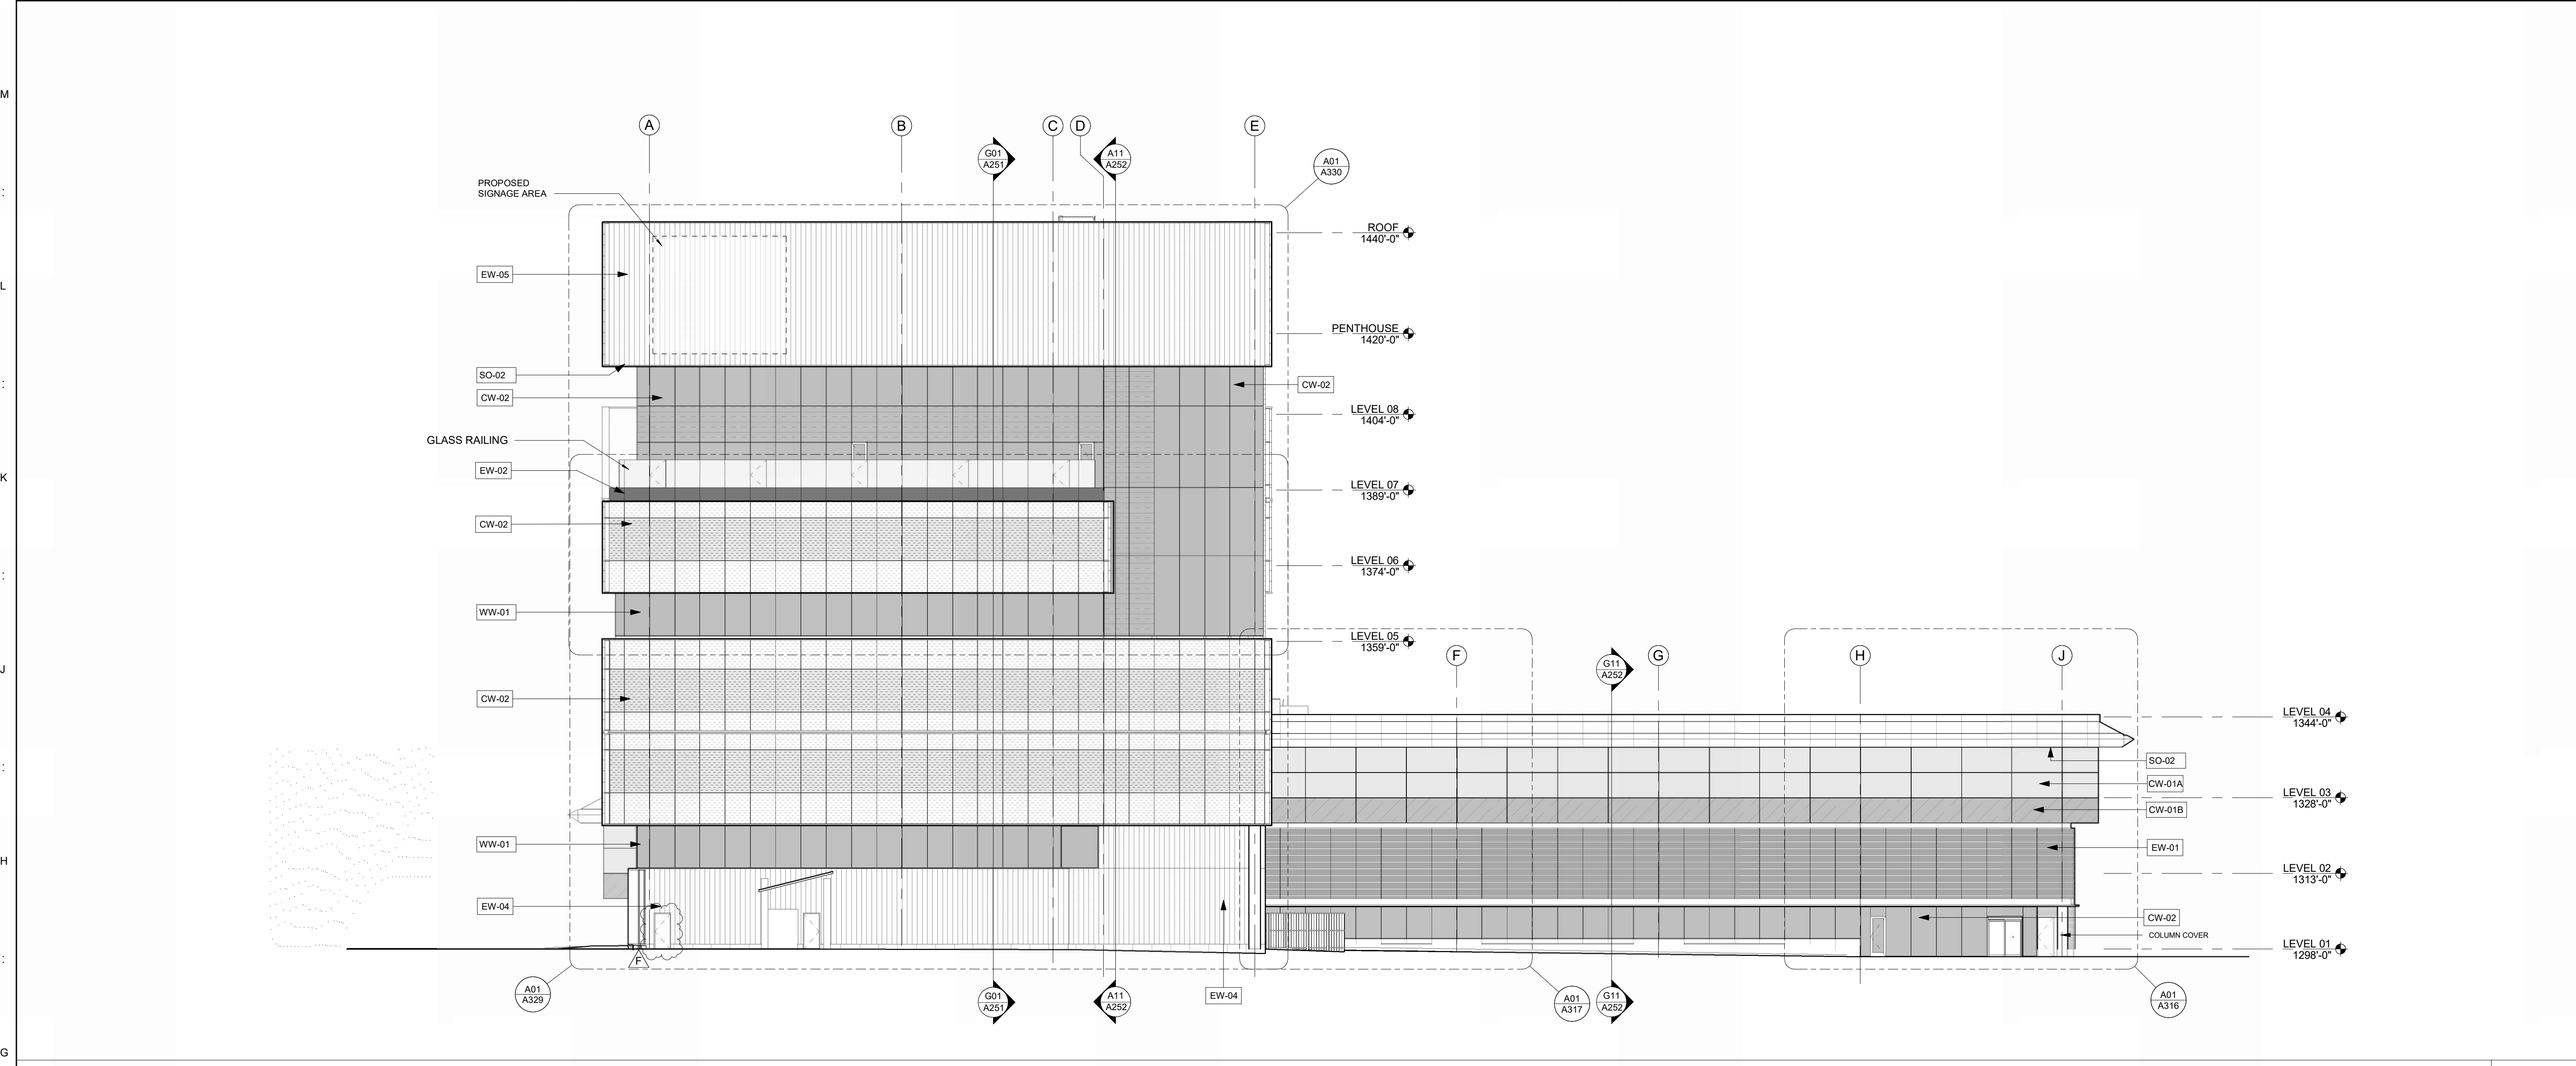 M
:
L
:
K
:
J
:
H
:
G
A
B
C
D
E
G01
A251
A11
A252
A01
A330
PROPOSED
SIGNAGE AREA
ROOF
1440'-0"
EW-05
PENTHOUSE
1420'-0"
SO-02
CW-02
CW-02
LEVEL 08
1404'-0"
GLASS RAILING
EW-02
LEVEL 07
1389'-0"
CW-02
LEVEL 06
1374'-0"
WW-01
LEVEL 05
1359'-0"
F
G11
A252
G
H
J
CW-02
LEVEL 04
1344'-0"
SO-02
CW-01A
LEVEL 03
1328'-0"
CW-01B
WW-01
EW-01
LEVEL 02
1313'-0"
EW-04
CW-02
COLUMN COVER
LEVEL 01
1298'-0"
F
A01
A329
G01
A251
A11
A252
EW-04
A01
A317
G11
A252
A01
A316